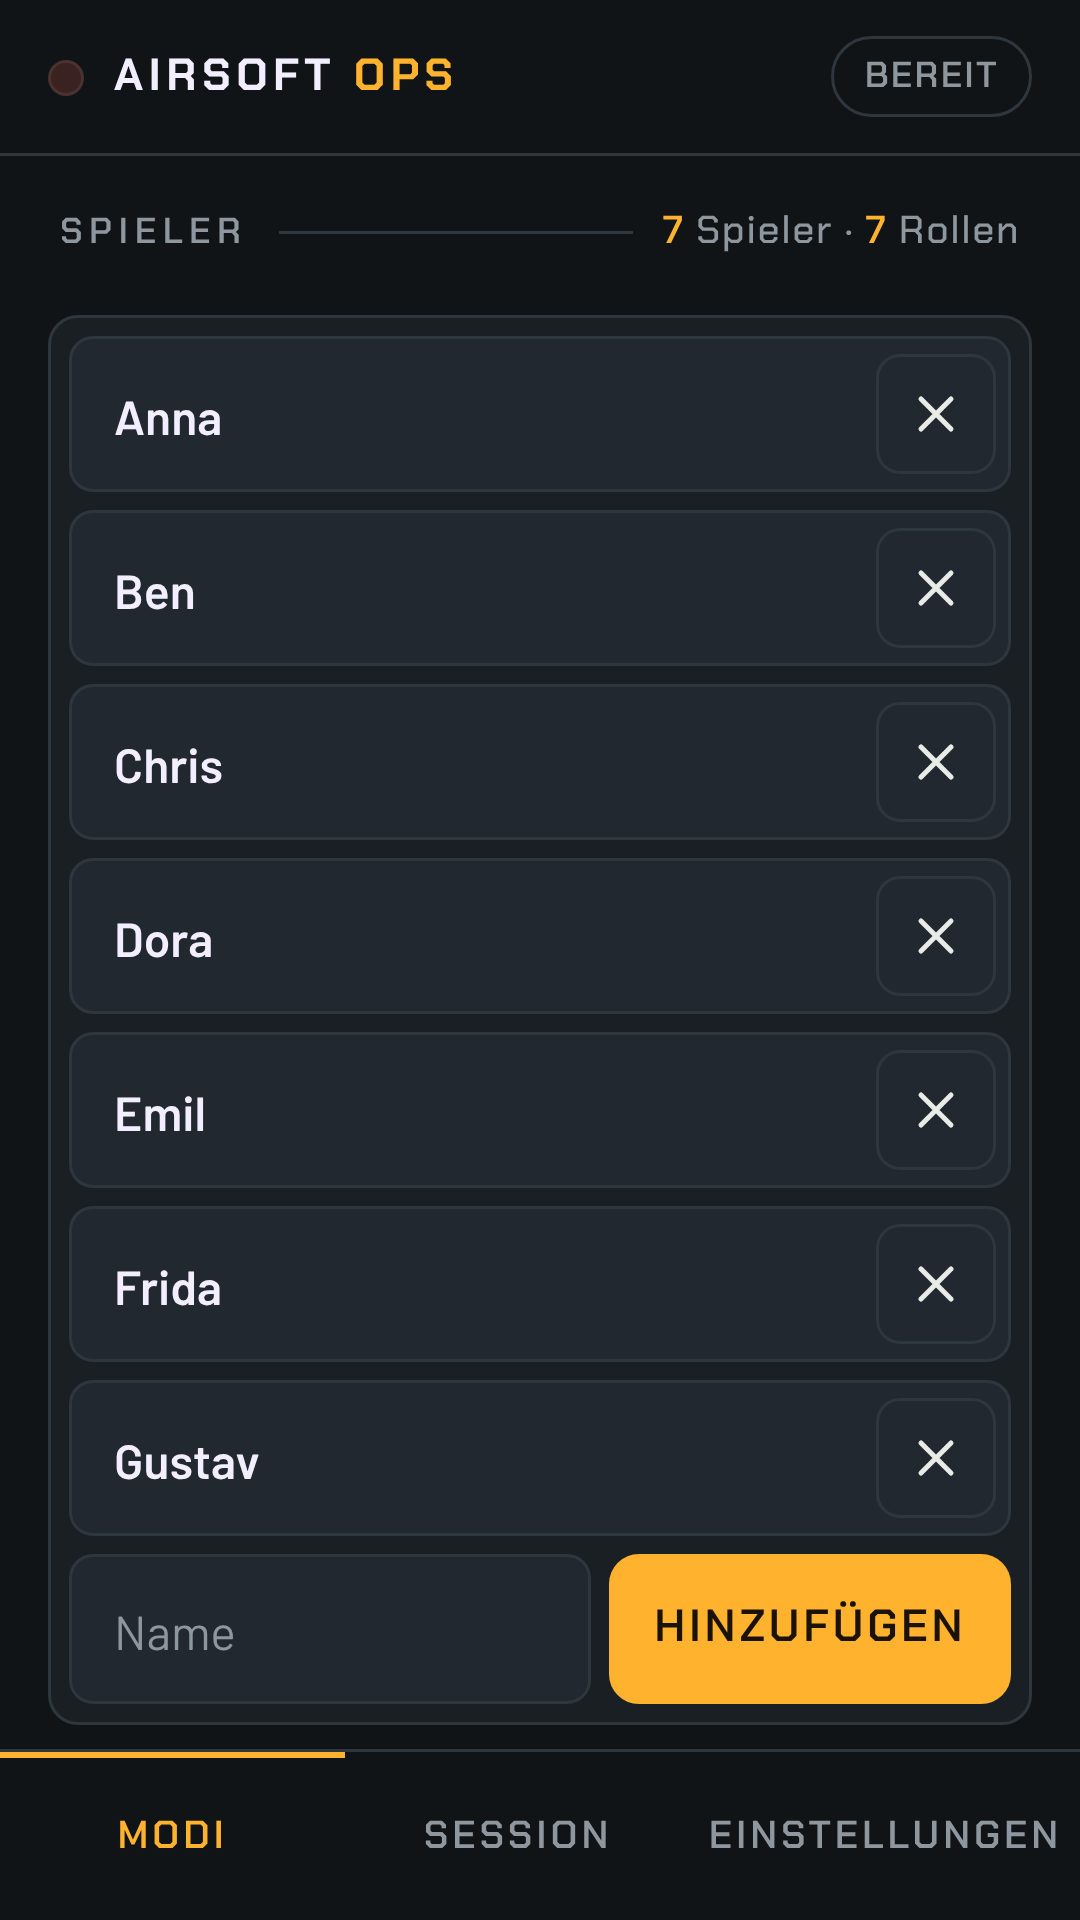 AIRSOFT OPS
BEREIT
SPIELER
7 Spieler · 7 Rollen
Anna
Ben
Chris
Dora
Emil
Frida
Gustav
Name
HINZUFÜGEN
MODI
SESSION
EINSTELLUNGEN